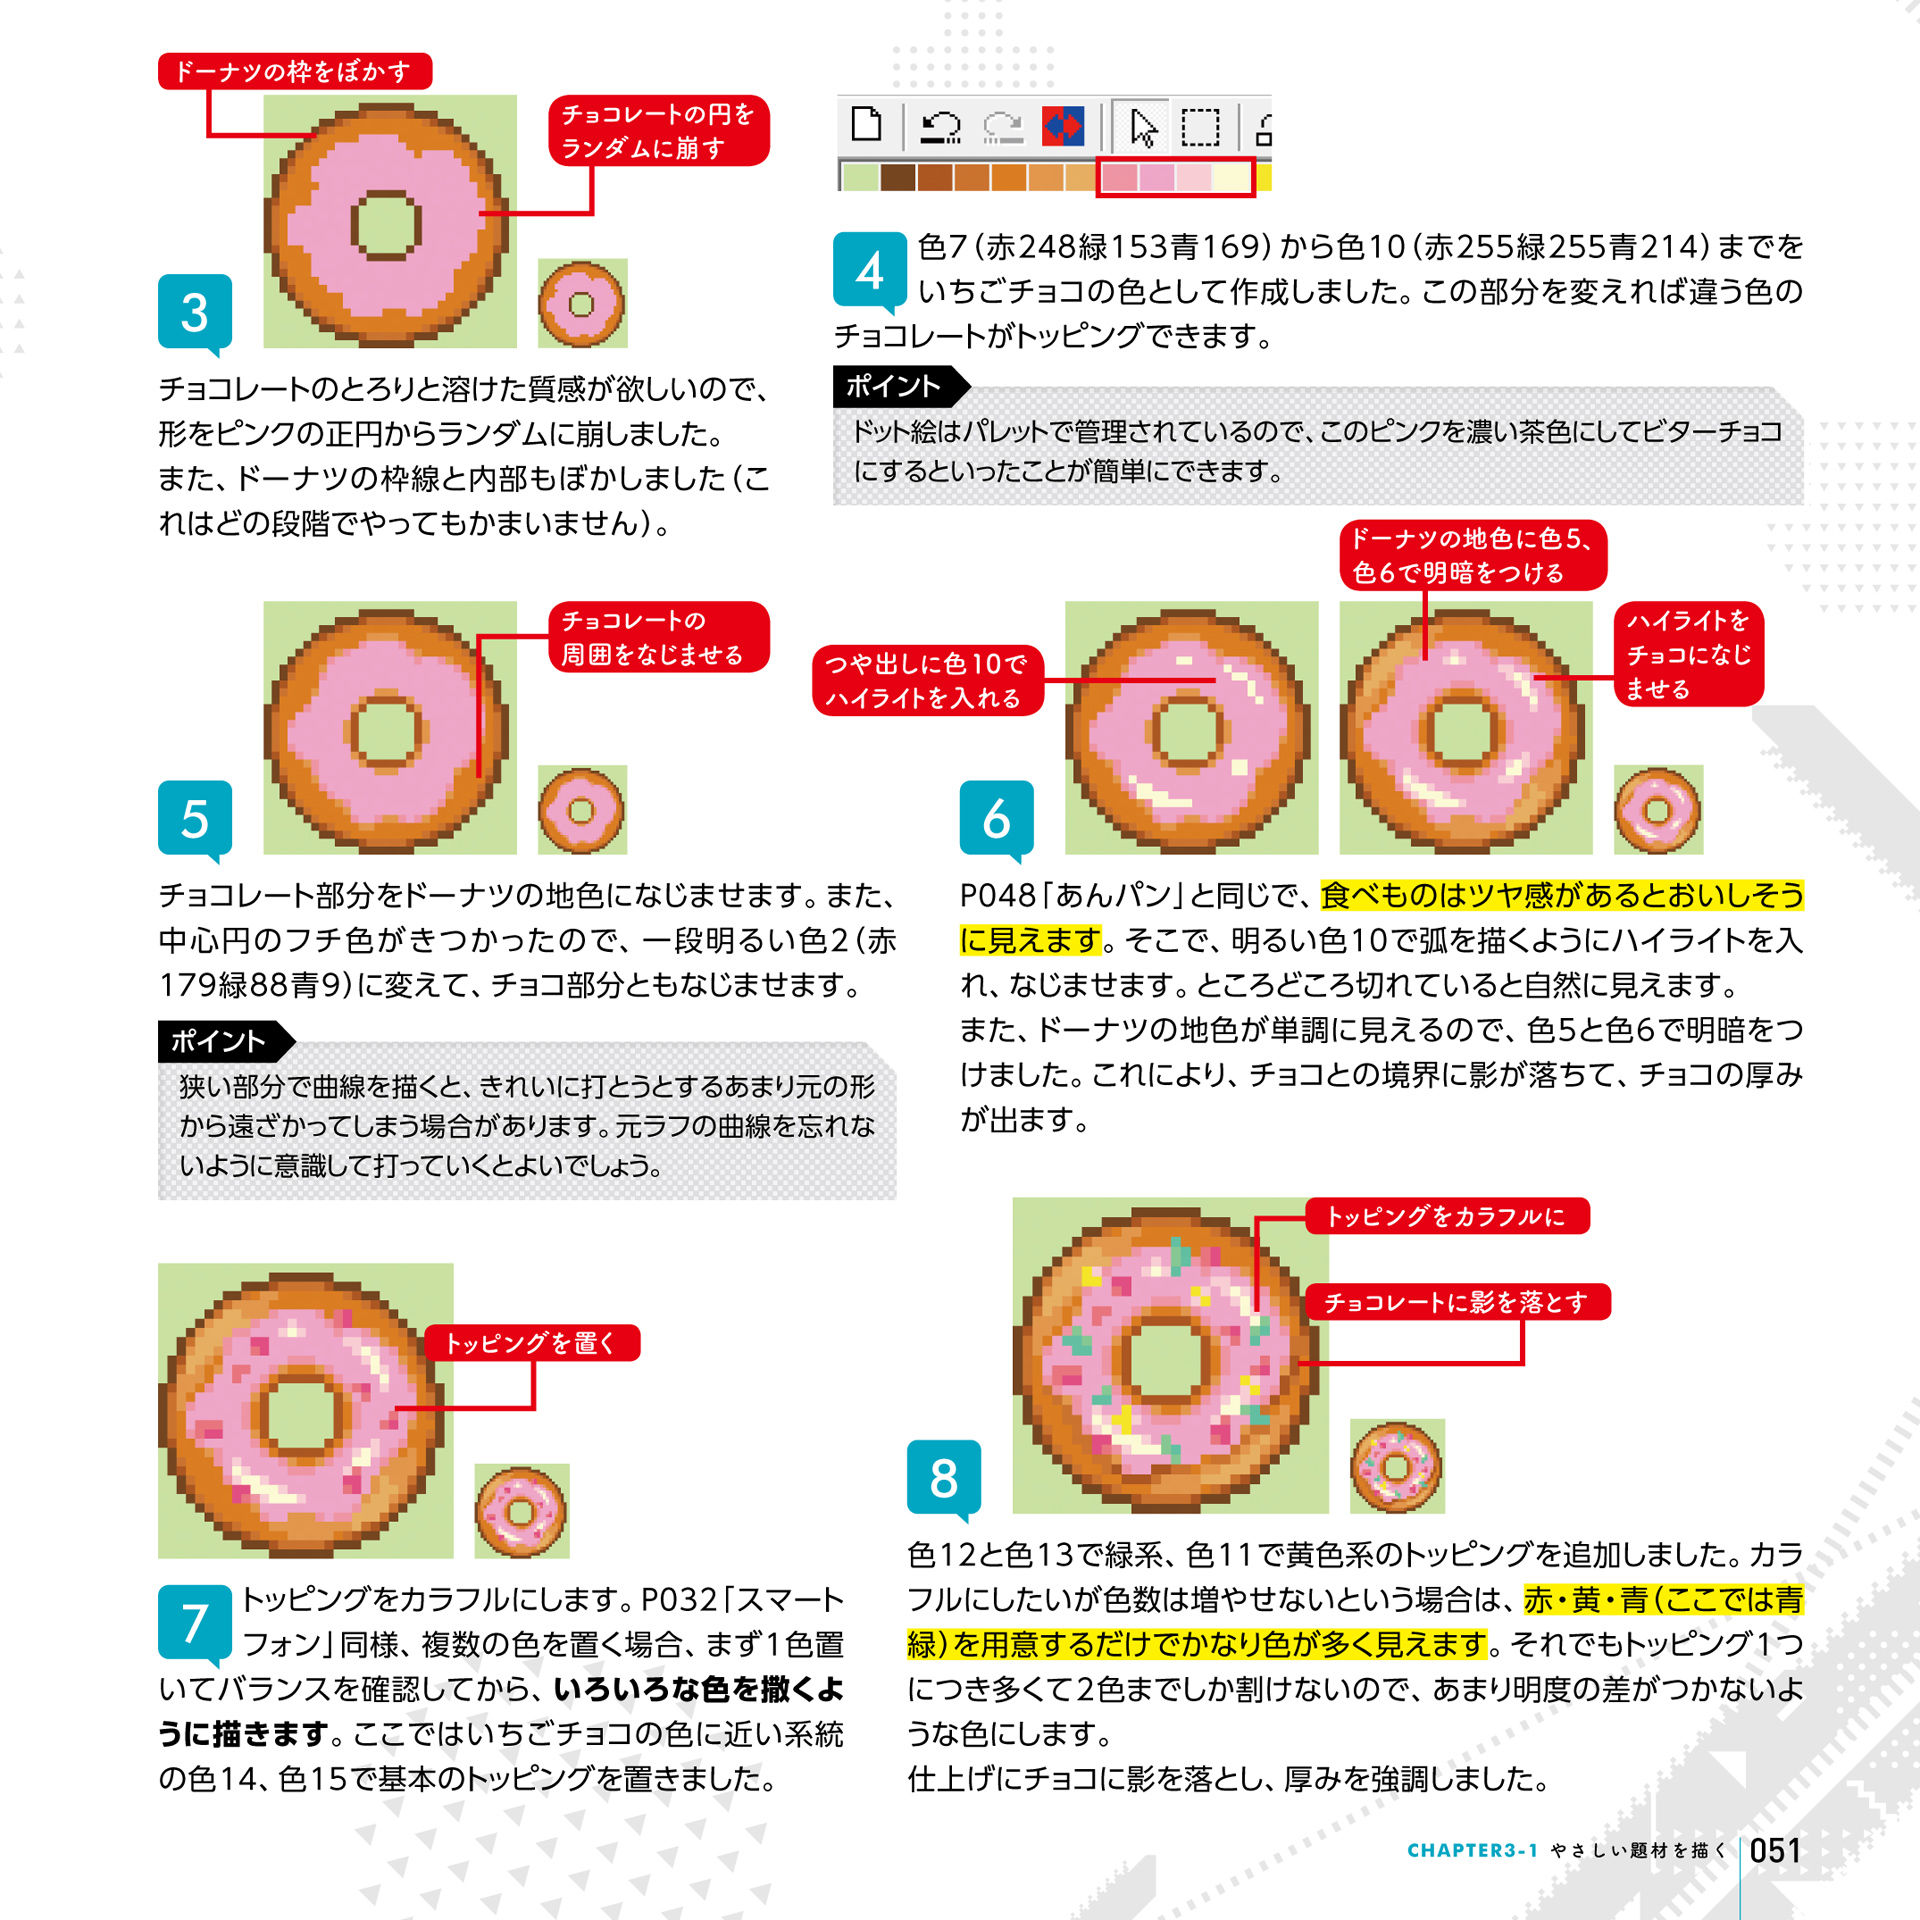 ドーナツの枠をぼかす
チョコレートの円を
ランダムに崩す
3
チョコレートのとろりと溶けた質感が欲しいので、
形をピンクの正円からランダムに崩しました。
また、ドーナツの枠線と内部もぼかしました（こ
れはどの段階でやってもかまいません）。
4
色7（赤248緑153青169）から色10（赤255緑255青214）までを
いちごチョコの色として作成しました。この部分を変えれば違う色の
チョコレートがトッピングできます。
ポイント
ドット絵はパレットで管理されているので、このピンクを濃い茶色にしてビターチョコ
にするといったことが簡単にできます。
チョコレートの
周囲をなじませる
5
チョコレート部分をドーナツの地色になじませます。また、
中心円のフチ色がきつかったので、一段明るい色2（赤
179緑88青9）に変えて、チョコ部分ともなじませます。
ポイント
狭い部分で曲線を描くと、きれいに打とうとするあまり元の形
から遠ざかってしまう場合があります。元ラフの曲線を忘れな
いように意識して打っていくとよいでしょう。
ドーナツの地色に色5、
色6で明暗をつける
つや出しに色10で
ハイライトを入れる
ハイライトを
チョコになじ
ませる
6
P048「あんパン」と同じで、食べものはツヤ感があるとおいしそう
に見えます。そこで、明るい色10で弧を描くようにハイライトを入
れ、なじませます。ところどころ切れていると自然に見えます。
また、ドーナツの地色が単調に見えるので、色5と色6で明暗をつ
けました。これにより、チョコとの境界に影が落ちて、チョコの厚み
が出ます。
トッピングを置く
7
トッピングをカラフルにします。P032「スマート
フォン」同様、複数の色を置く場合、まず1色置
いてバランスを確認してから、いろいろな色を撒くよ
うに描きます。ここではいちごチョコの色に近い系統
の色14、色15で基本のトッピングを置きました。
トッピングをカラフルに
チョコレートに影を落とす
8
色12と色13で緑系、色11で黄色系のトッピングを追加しました。カラ
フルにしたいが色数は増やせないという場合は、赤・黄・青（ここでは青
緑）を用意するだけでかなり色が多く見えます。それでもトッピング1つ
につき多くて2色までしか割けないので、あまり明度の差がつかないよ
うな色にします。
仕上げにチョコに影を落とし、厚みを強調しました。
CHAPTER3-1 やさしい題材を描く 051